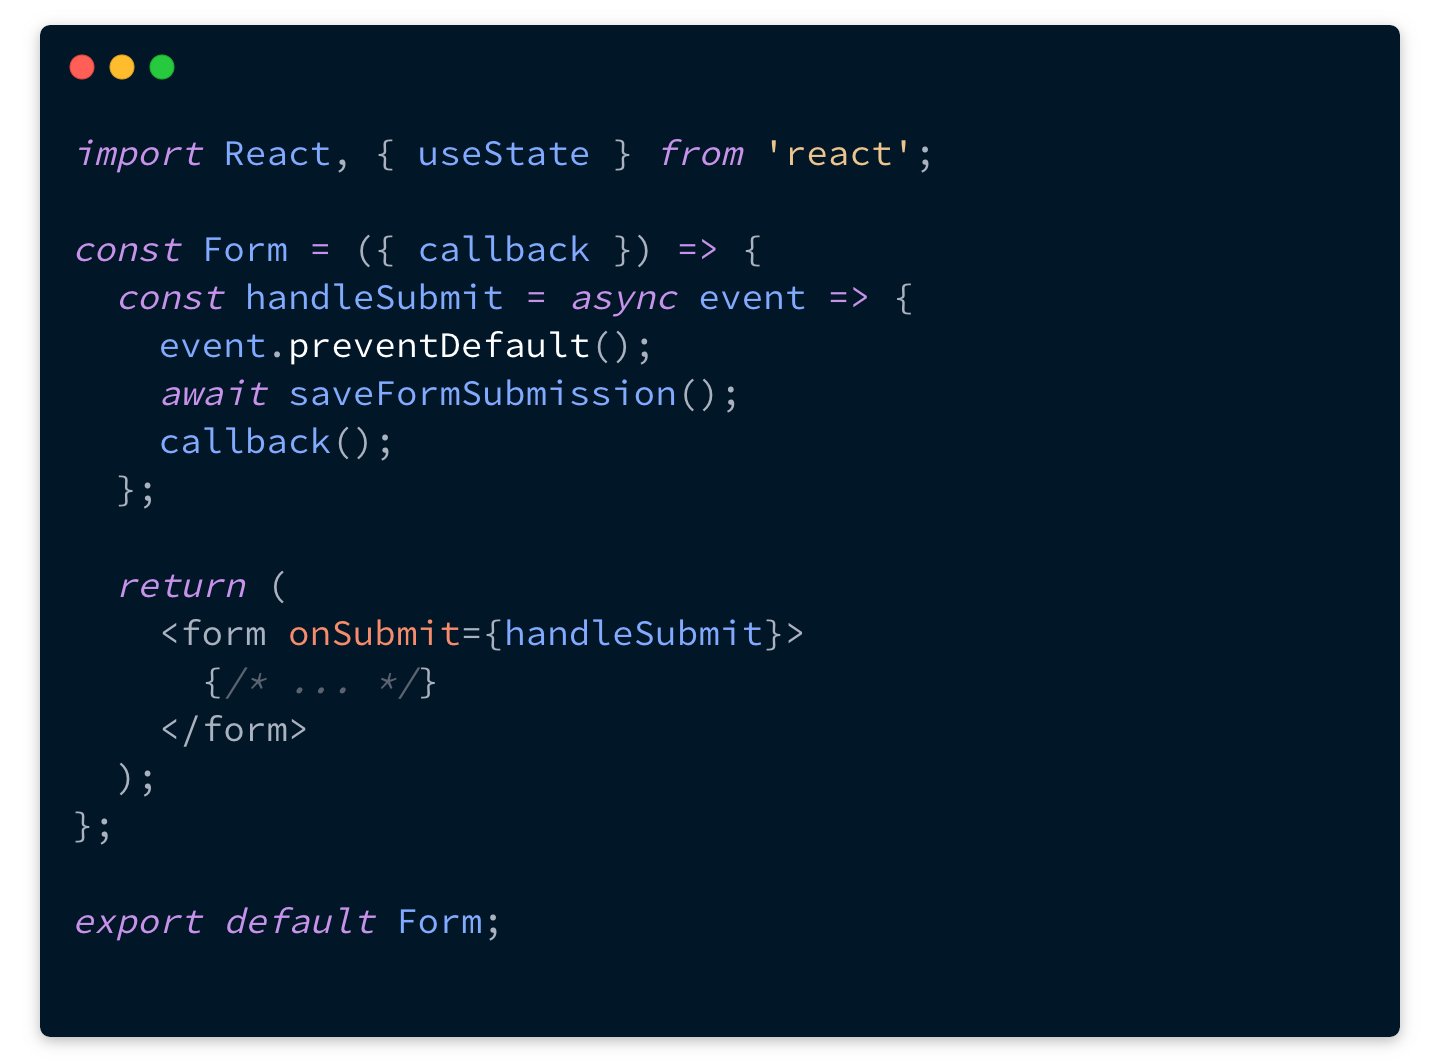 import React, { useState } from 'react';
const Form = ({ callback }) => {
  const handleSubmit = async event => {
    event.preventDefault();
    await saveFormSubmission();
    callback();
  };
  return (
    <form onSubmit={handleSubmit}>
      {/* ... */}
    </form>
  );
};
export default Form;